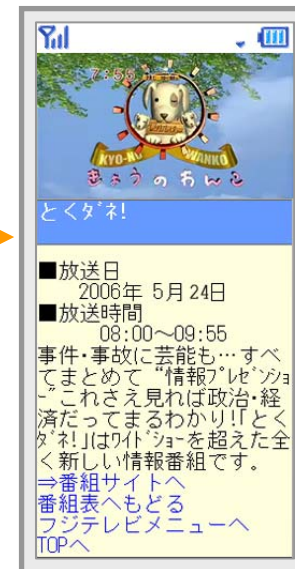 7:55
KYO-NO WANKO
きょうのわんこ
とくダネ!
■放送日
2006年 5月24日
■放送時間
08:00～09:55
事件・事故に芸能も…すべ
てまとめて“情報プレゼンショ
ー”これさえ見れば政治・経
済だってまるわかり!「とく
ダネ!」はワイドショーを超えた全
く新しい情報番組です。
⇒番組サイトへ
番組表へもどる
フジテレビメニューへ
TOPへ